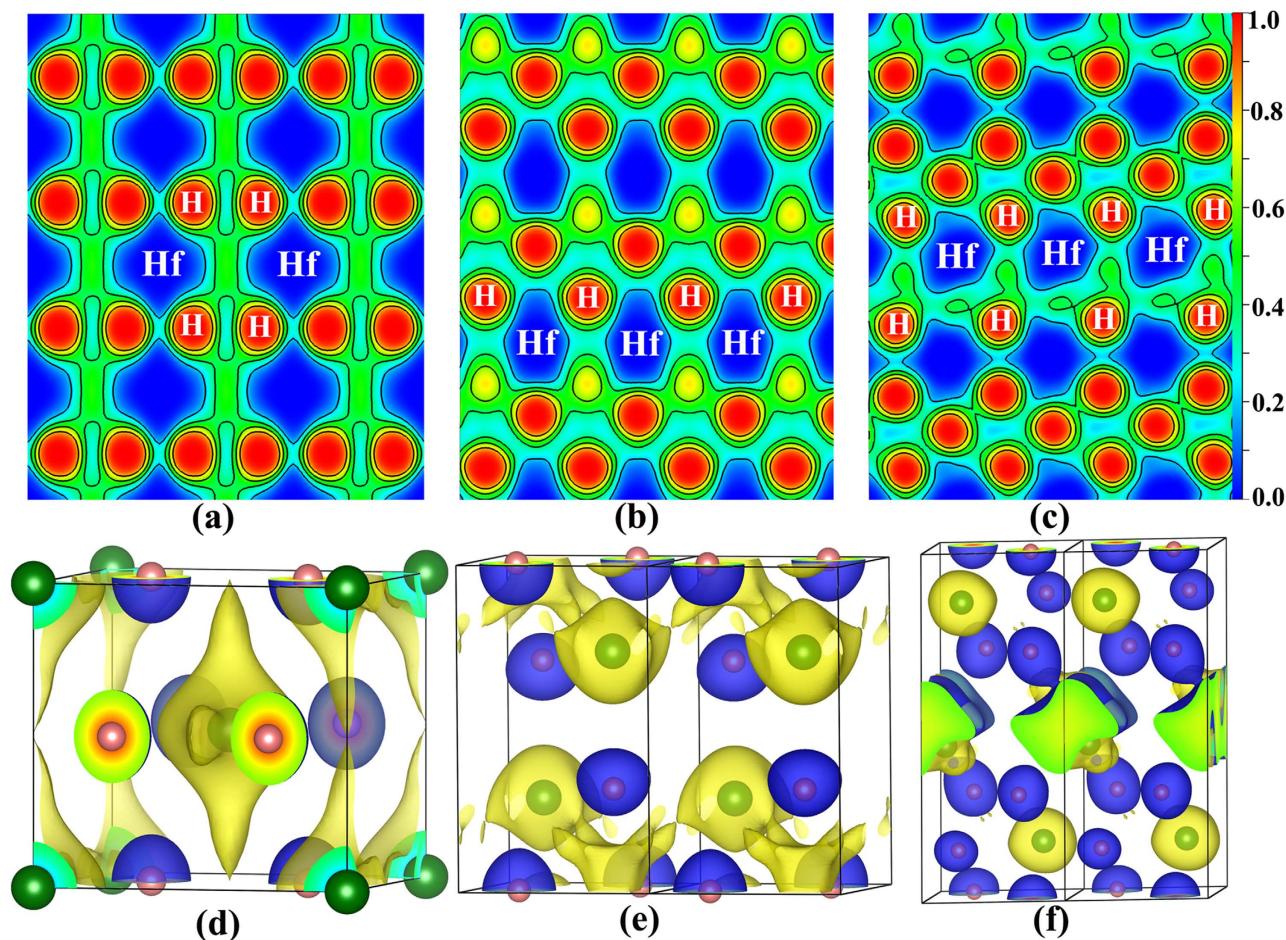 1.0
0.8
0.6
0.4
0.2
0.0
H H
Hf Hf
H H
(a)
H H H H
Hf Hf Hf
(b)
H H H H
Hf Hf Hf
H H H H
(c)
(d)
(e)
(f)